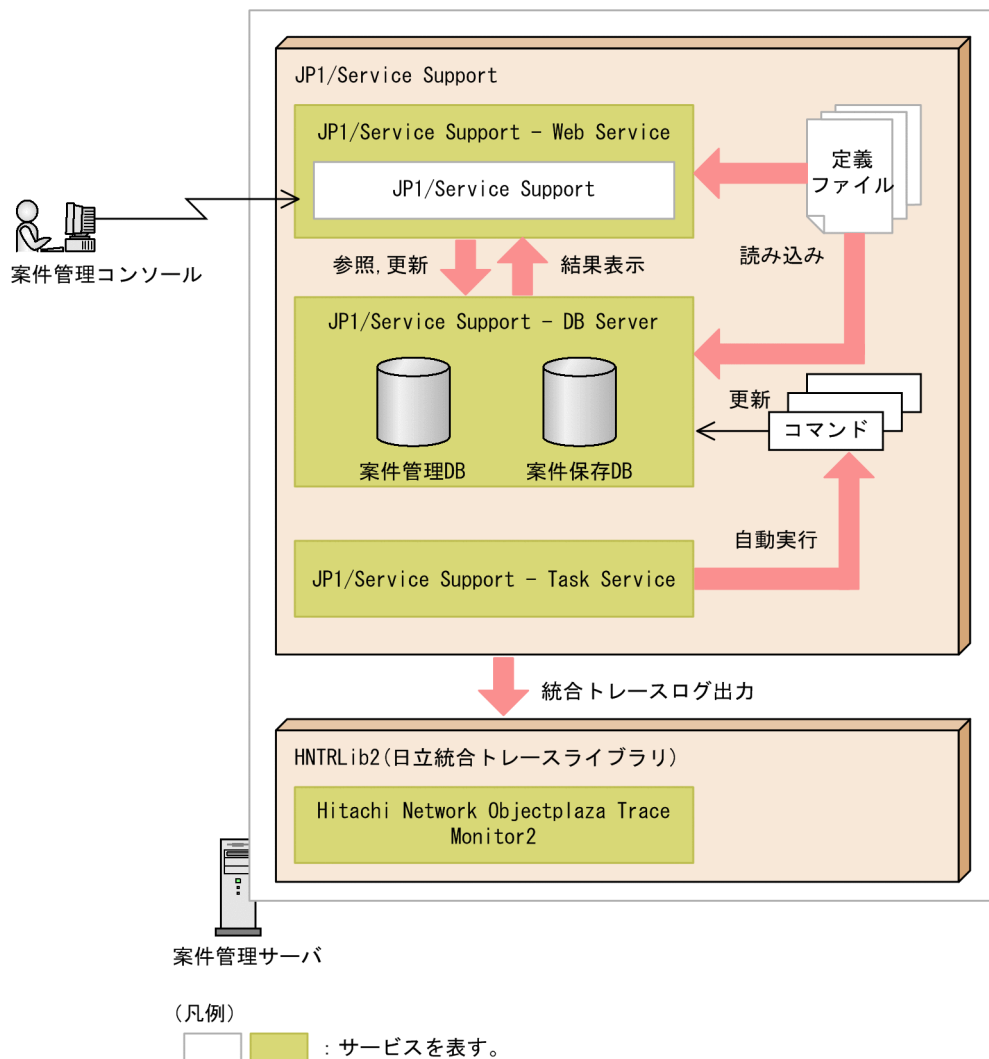 JP1/Service Support
JP1/Service Support - Web Service
JP1/Service Support
定義
ファイル
案件管理コンソール
参照,更新
結果表示
読み込み
JP1/Service Support - DB Server
更新
コマンド
案件管理DB
案件保存DB
自動実行
JP1/Service Support - Task Service
統合トレースログ出力
HNTRLib2(日立統合トレースライブラリ)
Hitachi Network Objectplaza Trace
Monitor2
案件管理サーバ
(凡例)
:サービスを表す。